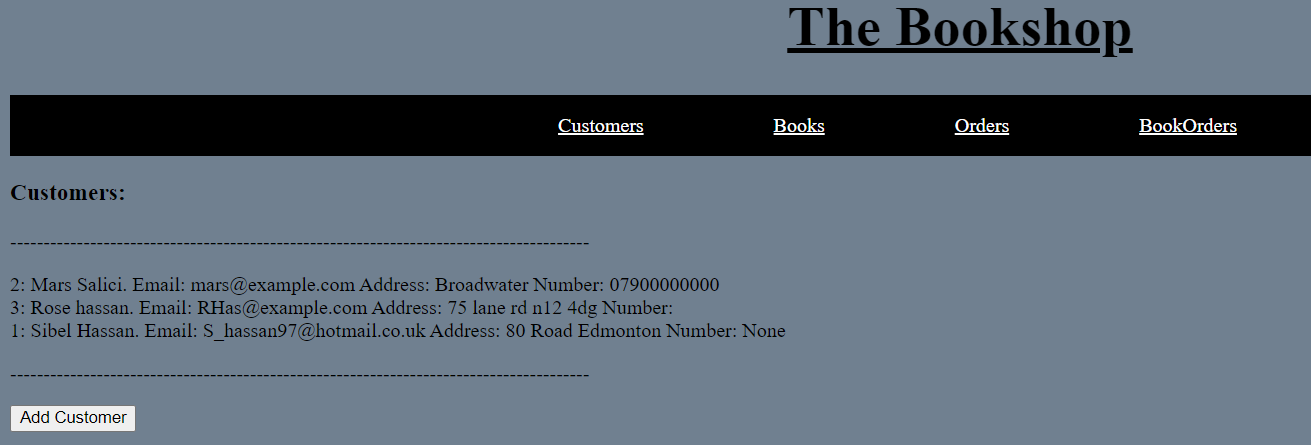 The Bookshop
Customers Books Orders BookOrders
Customers:
----------------------------------------------------------------------------------------
2: Mars Salici. Email: mars@example.com Address: Broadwater Number: 07900000000
3: Rose hassan. Email: RHas@example.com Address: 75 lane rd n12 4dg Number:
1: Sibel Hassan. Email: S_hassan97@hotmail.co.uk Address: 80 Road Edmonton Number: None
----------------------------------------------------------------------------------------
Add Customer